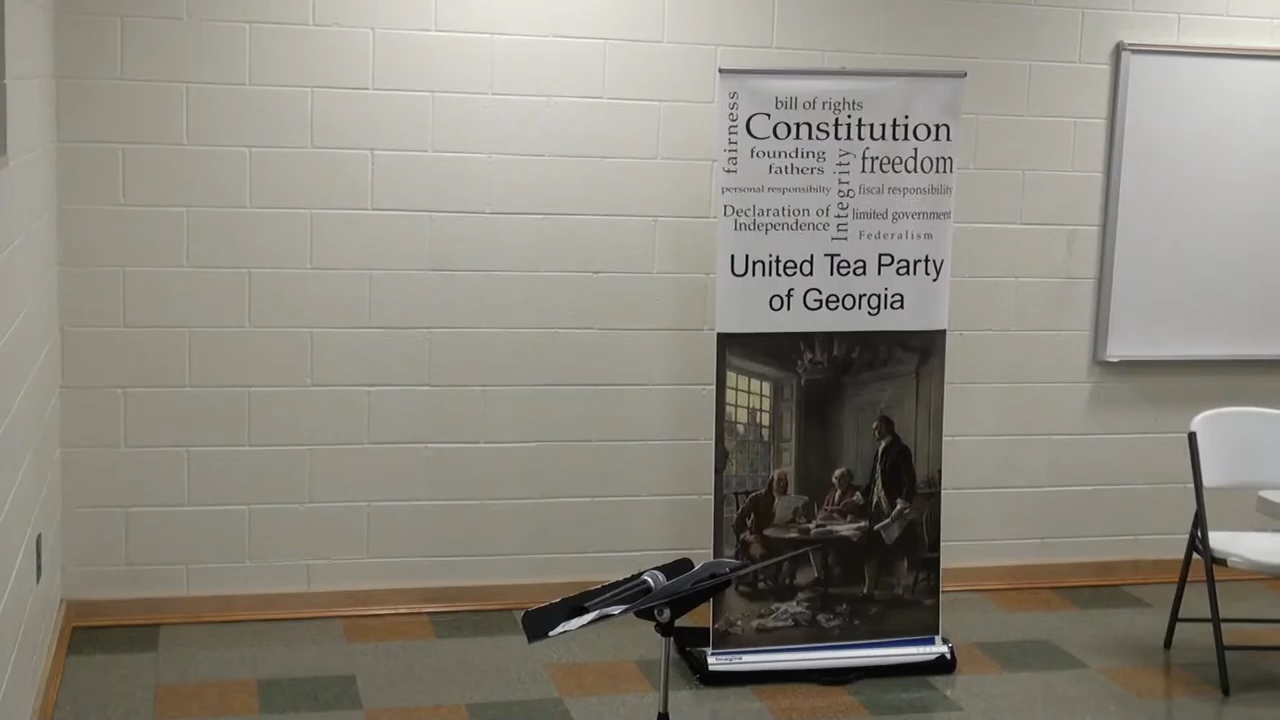 fairness
bill of rights
Constitution
founding
fathers
freedom
personal responsibilty
Integrity
fiscal responsibility
Declaration of
Independence
limited government
Federalism
United Tea Party
of Georgia